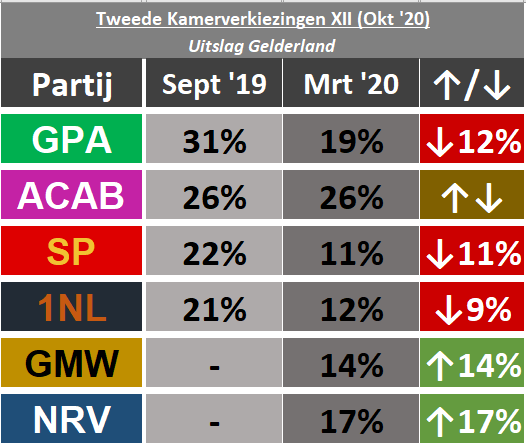 Tweede Kamerverkiezingen XII (Okt '20)
Uitslag Gelderland
Partij Sept '19 Mrt '20 ↑/↓
GPA 31% 19% ↓12%
ACAB 26% 26% ↑↓
SP 22% 11% ↓11%
1NL 21% 12% ↓9%
GMW - 14% ↑14%
NRV - 17% ↑17%